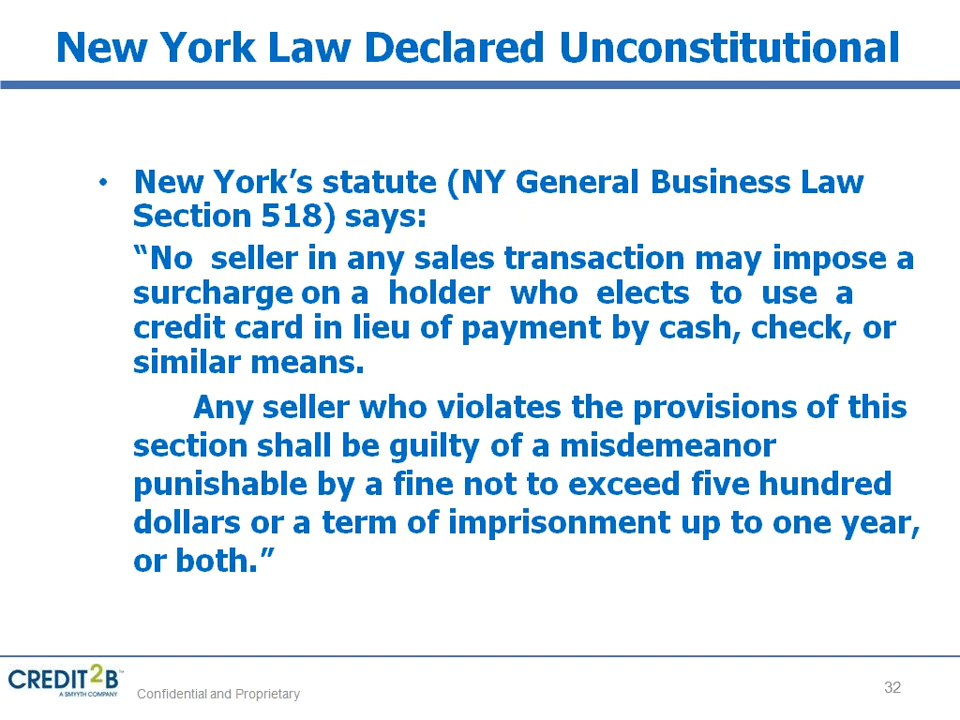 New York Law Declared Unconstitutional
• New York’s statute (NY General Business Law
Section 518) says:
“No seller in any sales transaction may impose a
surcharge on a holder who elects to use a
credit card in lieu of payment by cash, check, or
similar means.
Any seller who violates the provisions of this
section shall be guilty of a misdemeanor
punishable by a fine not to exceed five hundred
dollars or a term of imprisonment up to one year,
or both.”
CREDIT2B™
A SMYYTH COMPANY
Confidential and Proprietary
32